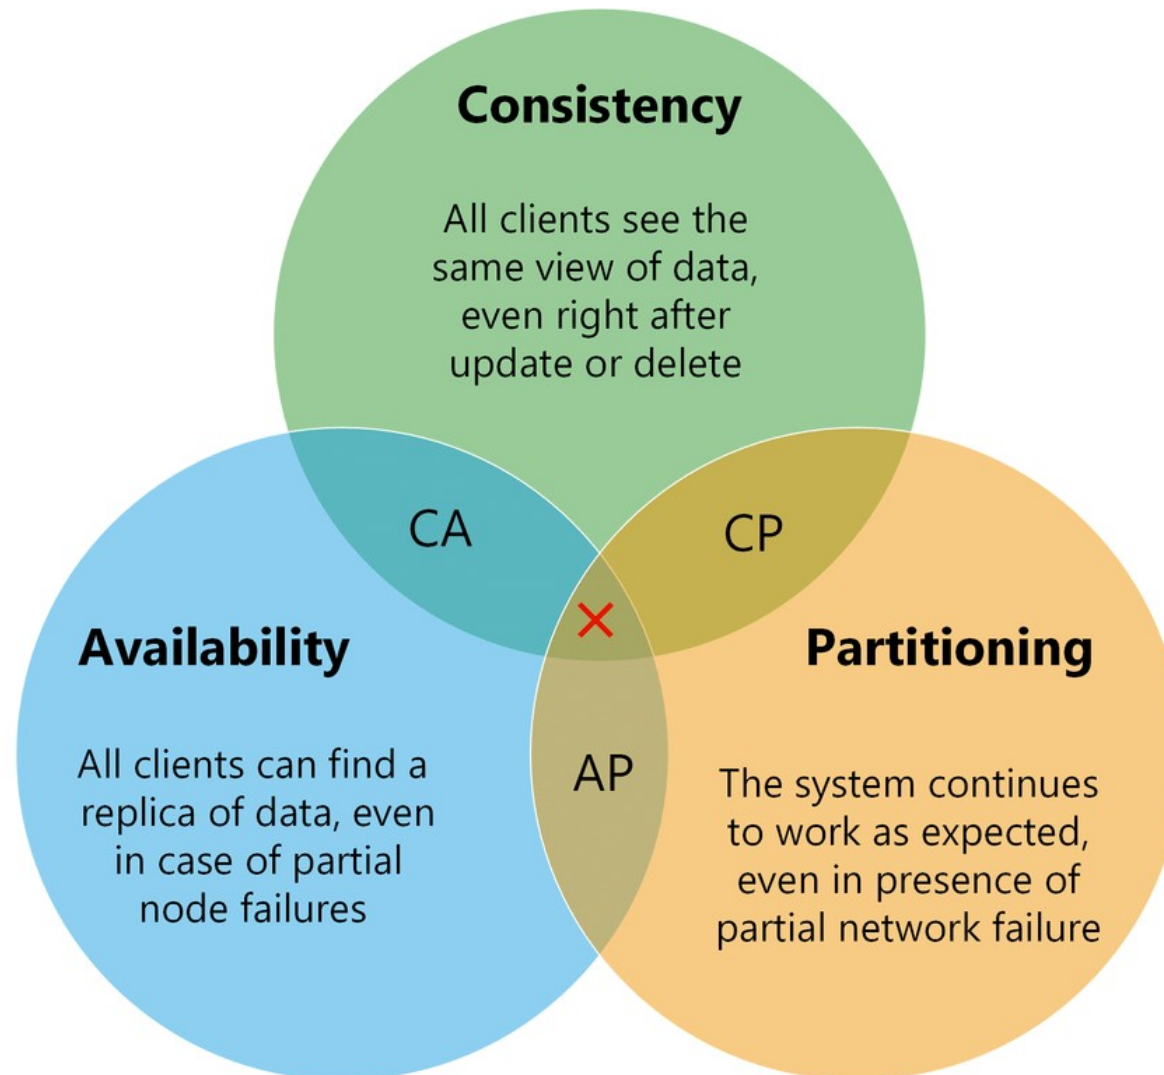 Consistency
All clients see the
same view of data,
even right after
update or delete
CA
CP
Availability
All clients can find a
replica of data, even
in case of partial
node failures
AP
Partitioning
The system continues
to work as expected,
even in presence of
partial network failure